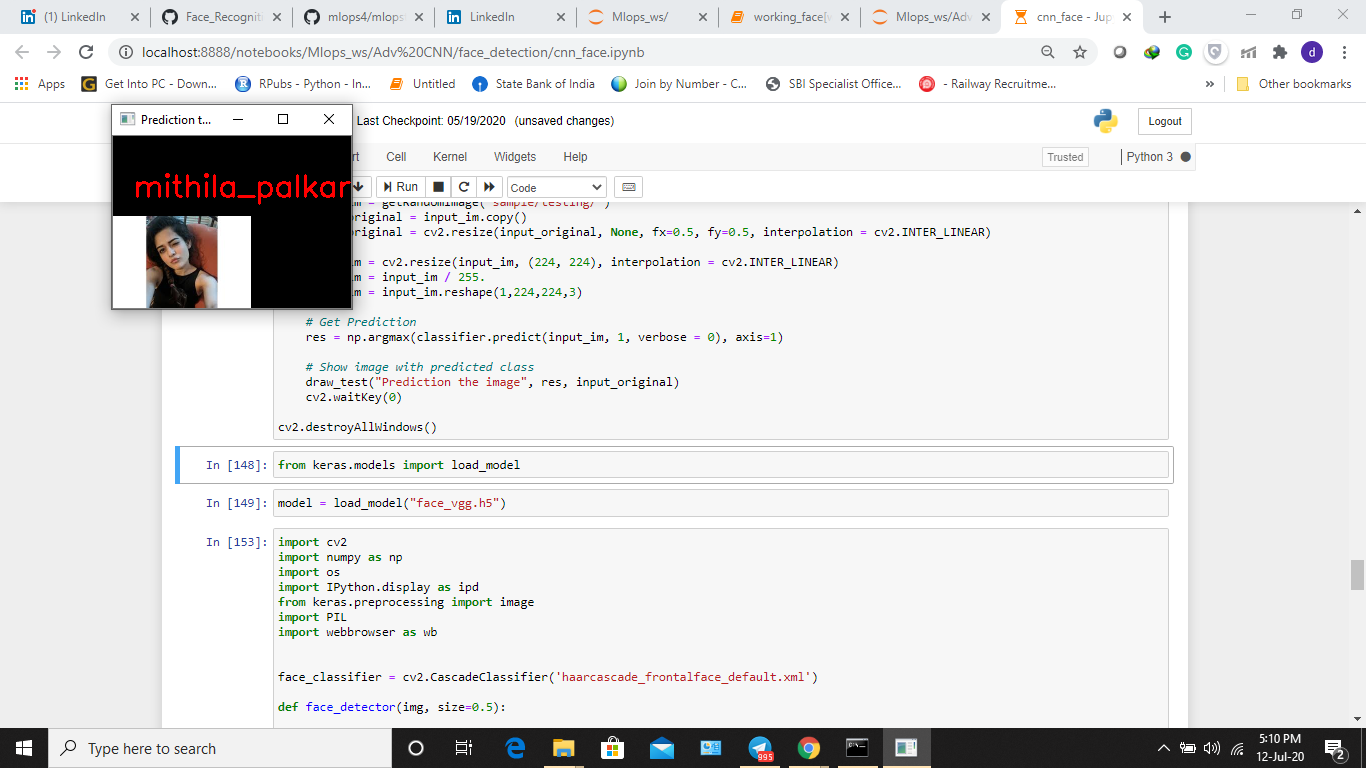 (1) LinkedIn
Face_Recogniti
mlops4/mlops
LinkedIn
Mlops_ws/
working_face[w
Mlops_ws/Adv
cnn_face - Jup
localhost:8888/notebooks/Mlops_ws/Adv%20CNN/face_detection/cnn_face.ipynb
d
Apps
Get Into PC - Down...
RPubs - Python - In...
Untitled
State Bank of India
Join by Number - C...
SBI Specialist Office...
- Railway Recruitme...
»
Other bookmarks
Prediction t...
mithila_palkar
Last Checkpoint: 05/19/2020 (unsaved changes)
Logout
rt
Cell
Kernel
Widgets
Help
Trusted
Python 3
Run
Code
m = getRandomImage("sample/testing/")
original = input_im.copy()
original = cv2.resize(input_original, None, fx=0.5, fy=0.5, interpolation = cv2.INTER_LINEAR)
m = cv2.resize(input_im, (224, 224), interpolation = cv2.INTER_LINEAR)
m = input_im / 255.
m = input_im.reshape(1,224,224,3)
# Get Prediction
res = np.argmax(classifier.predict(input_im, 1, verbose = 0), axis=1)
# Show image with predicted class
draw_test("Prediction the image", res, input_original)
cv2.waitKey(0)
cv2.destroyAllWindows()
In [148]: from keras.models import load_model
In [149]: model = load_model("face_vgg.h5")
In [153]: import cv2
import numpy as np
import os
import IPython.display as ipd
from keras.preprocessing import image
import PIL
import webbrowser as wb
face_classifier = cv2.CascadeClassifier('haarcascade_frontalface_default.xml')
def face_detector(img, size=0.5):
Type here to search
995
5:10 PM
12-Jul-20
2